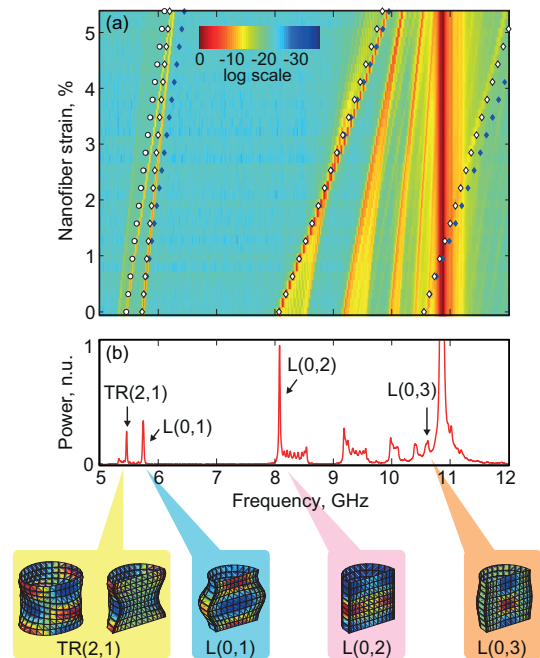 (a)
0 -10 -20 -30
log scale
5
4
3
2
1
0
Nanofiber strain, %
(b)
1
0
Power, n.u.
TR(2,1)
L(0,1)
L(0,2)
L(0,3)
5 6 7 8 9 10 11 12
Frequency, GHz
TR(2,1)
L(0,1)
L(0,2)
L(0,3)